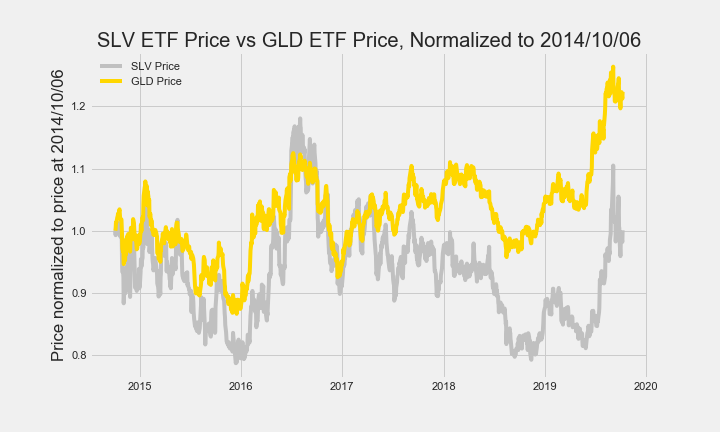 SLV ETF Price vs GLD ETF Price, Normalized to 2014/10/06
SLV Price
GLD Price
Price normalized to price at 2014/10/06
1.2
1.1
1.0
0.9
0.8
2015 2016 2017 2018 2019 2020